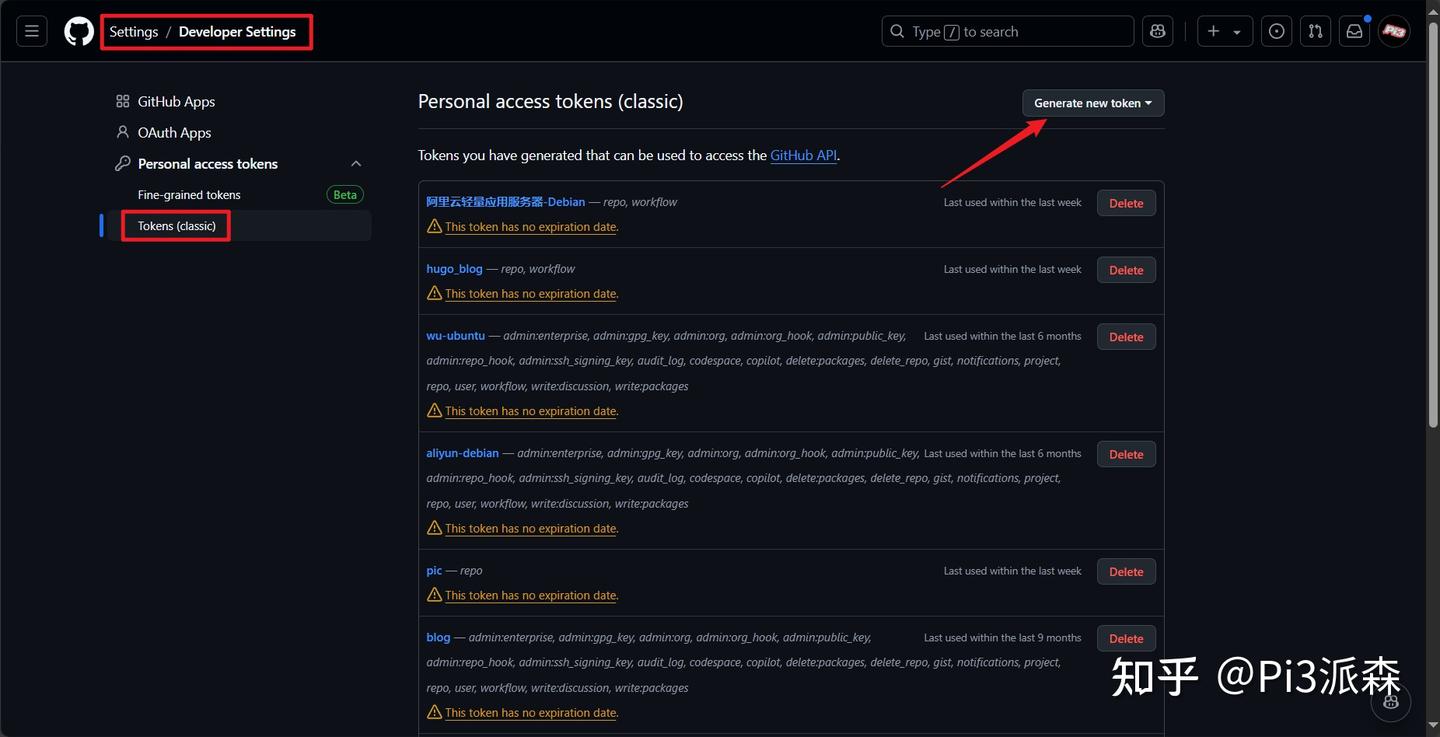 Settings / Developer Settings
Type / to search
Pi3
GitHub Apps
OAuth Apps
Personal access tokens
Fine-grained tokens
Beta
Tokens (classic)
Personal access tokens (classic)
Generate new token
Tokens you have generated that can be used to access the GitHub API.
阿里云轻量应用服务器-Debian — repo, workflow
Last used within the last week
Delete
This token has no expiration date.
hugo_blog — repo, workflow
Last used within the last week
Delete
This token has no expiration date.
wu-ubuntu — admin:enterprise, admin:gpg_key, admin:org, admin:org_hook, admin:public_key,
Last used within the last 6 months
Delete
admin:repo_hook, admin:ssh_signing_key, audit_log, codespace, copilot, delete:packages, delete_repo, gist, notifications, project,
repo, user, workflow, write:discussion, write:packages
This token has no expiration date.
aliyun-debian — admin:enterprise, admin:gpg_key, admin:org, admin:org_hook, admin:public_key,
Last used within the last 6 months
Delete
admin:repo_hook, admin:ssh_signing_key, audit_log, codespace, copilot, delete:packages, delete_repo, gist, notifications, project,
repo, user, workflow, write:discussion, write:packages
This token has no expiration date.
pic — repo
Last used within the last week
Delete
This token has no expiration date.
blog — admin:enterprise, admin:gpg_key, admin:org, admin:org_hook, admin:public_key,
Last used within the last 9 months
Delete
admin:repo_hook, admin:ssh_signing_key, audit_log, codespace, copilot, delete:packages, delete_repo, gist, notifications, project,
repo, user, workflow, write:discussion, write:packages
This token has no expiration date.
知乎 @Pi3派森